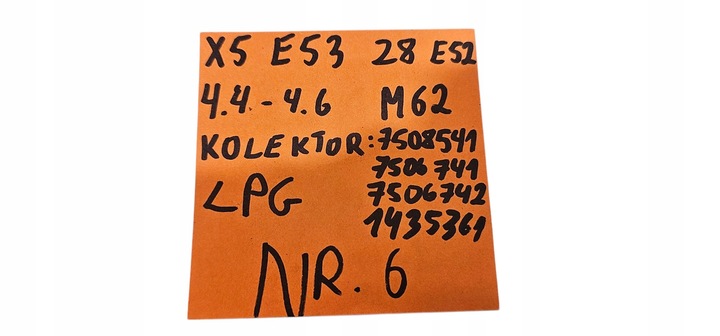 X5 E53 28 E52
4.4.-4.6 M62
KOLEKTOR: 7508541
7506741
LPG 7506742
1435361
NR. 6